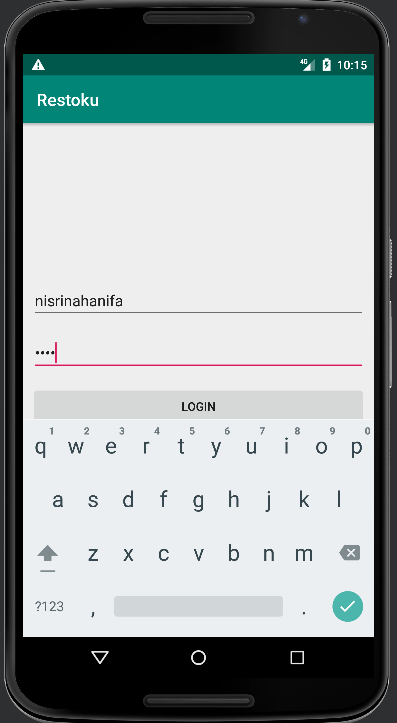 4G 10:15
Restoku
nisrinahanifa
••••
LOGIN
1 2 3 4 5 6 7 8 9 0
q w e r t y u i o p
a s d f g h j k l
z x c v b n m
?123 , .